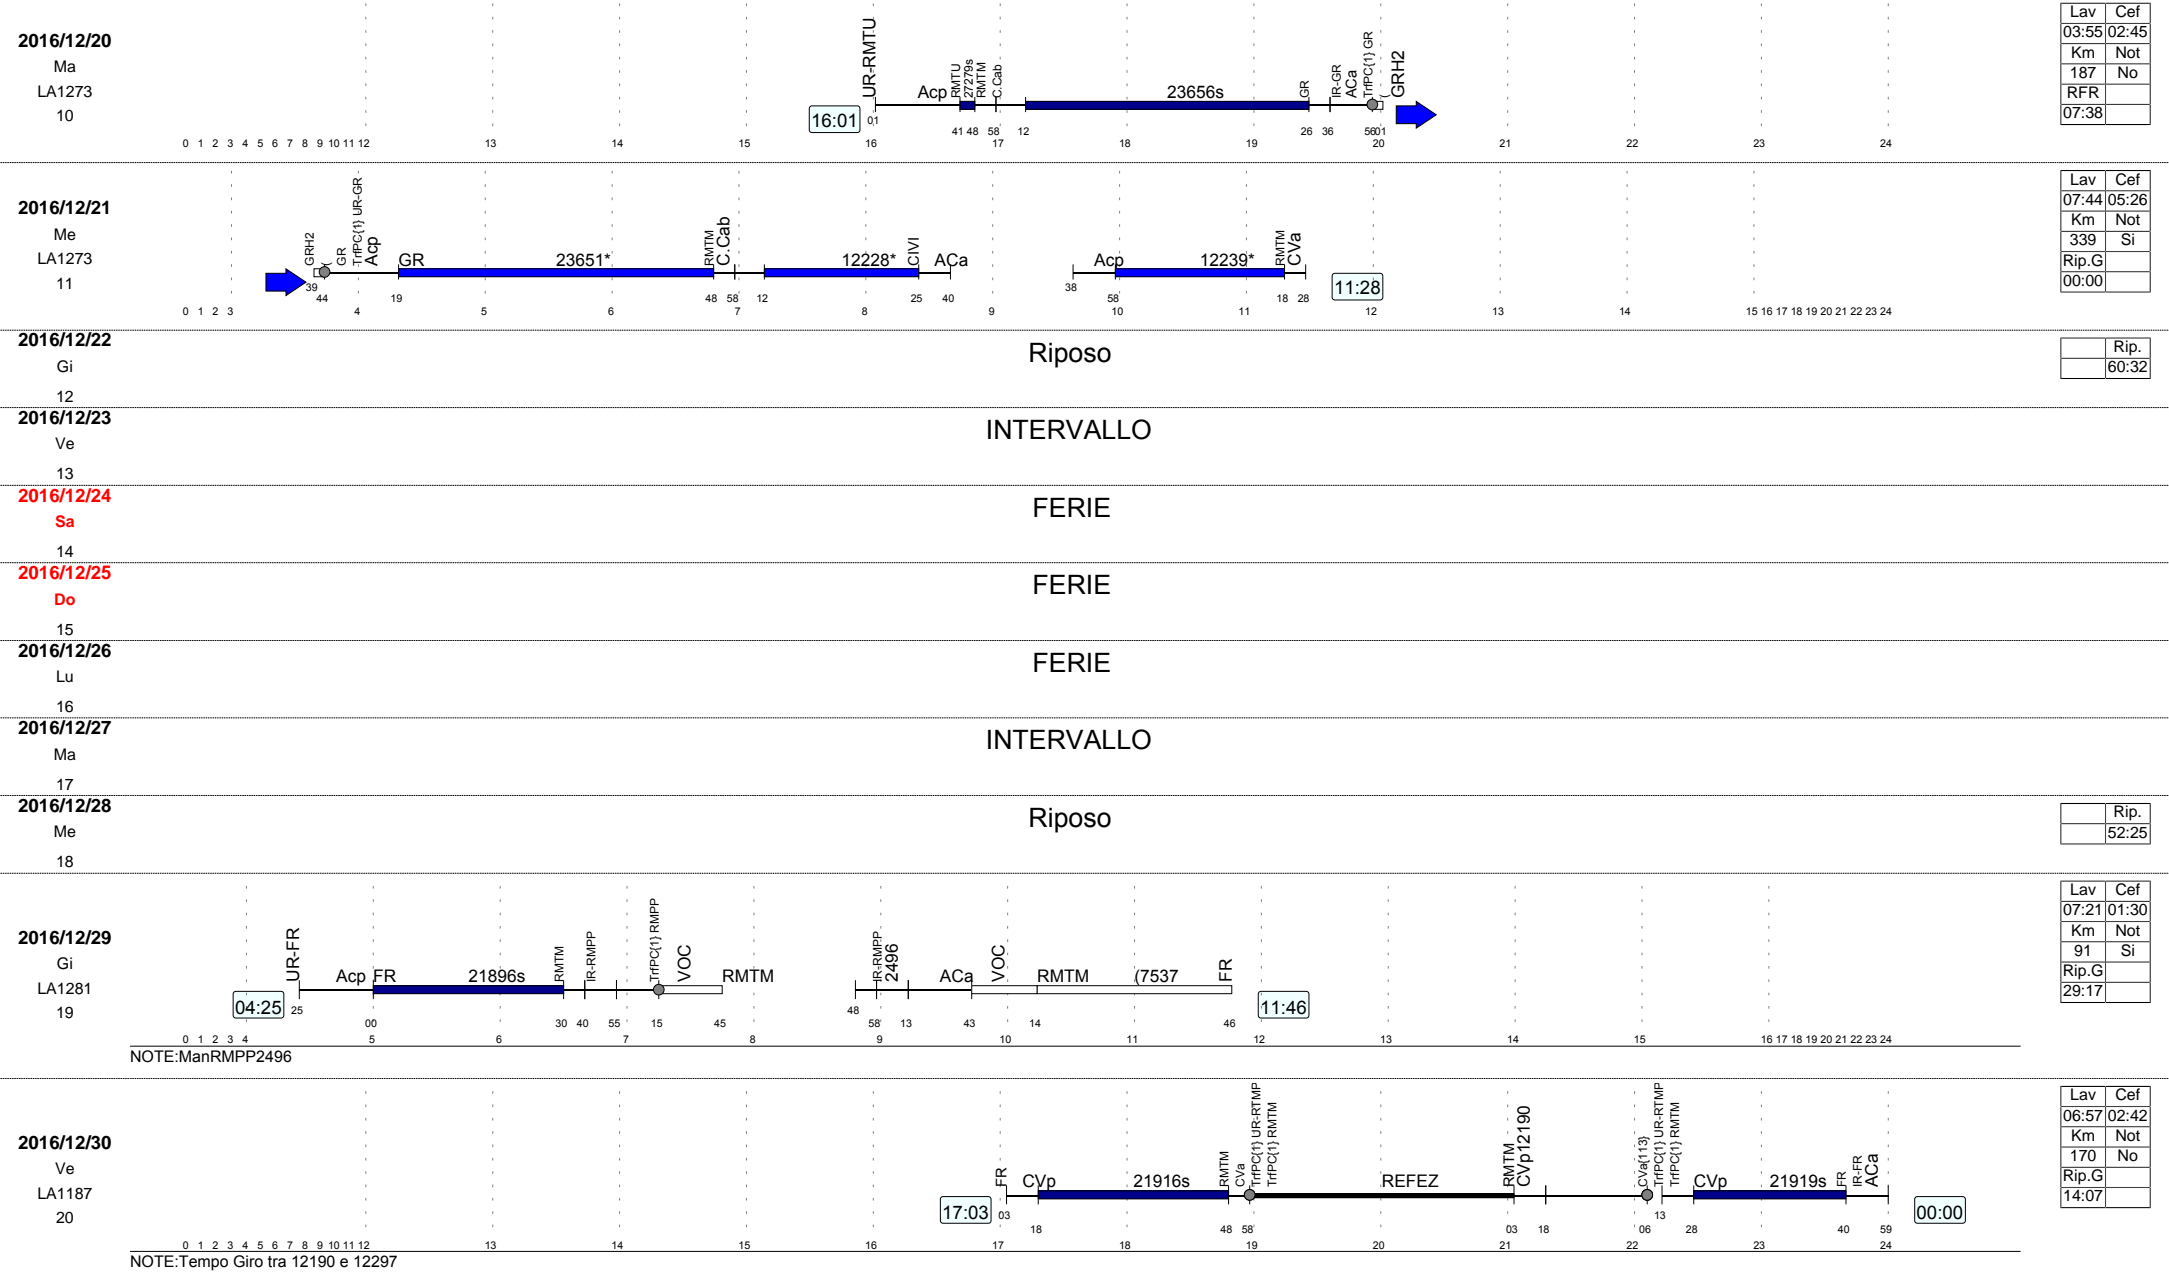 2016/12/20
Ma
LA1273
10
16:01
UR-RMTU
Acp
RMTU
27279s
RMTM
C.Cab
23656s
GR
IR-GR
ACa
TrfPC{1} GR
(
GRH2
01 41 48 58 12 26 36 56 01
0 1 2 3 4 5 6 7 8 9 10 11 12 13 14 15 16 17 18 19 20 21 22 23 24
Lav Cef
03:55 02:45
Km Not
187 No
RFR
07:38
2016/12/21
Me
LA1273
11
GRH2
(
GR
TrfPC{1} UR-GR
Acp
GR
23651*
RMTM
C.Cab
12228*
CIVI
ACa
Acp
12239*
RMTM
CVa
11:28
39 44 19 48 58 12 25 40 38 58 18 28
0 1 2 3 4 5 6 7 8 9 10 11 12 13 14 15 16 17 18 19 20 21 22 23 24
Lav Cef
07:44 05:26
Km Not
339 Si
Rip.G
00:00
2016/12/22
Gi
12
Riposo
Rip.
60:32
2016/12/23
Ve
13
INTERVALLO
2016/12/24
Sa
14
FERIE
2016/12/25
Do
15
FERIE
2016/12/26
Lu
16
FERIE
2016/12/27
Ma
17
INTERVALLO
2016/12/28
Me
18
Riposo
Rip.
52:25
2016/12/29
Gi
LA1281
19
04:25
UR-FR
Acp
FR
21896s
RMTM
IR-RMPP
TrfPC{1} RMPP
VOC
RMTM
IR-RMPP
2496
ACa
VOC
RMTM
(7537
FR
11:46
25 00 30 40 55 15 45 48 58 13 43 14 46
0 1 2 3 4 5 6 7 8 9 10 11 12 13 14 15 16 17 18 19 20 21 22 23 24
NOTE:ManRMPP2496
Lav Cef
07:21 01:30
Km Not
91 Si
Rip.G
29:17
2016/12/30
Ve
LA1187
20
17:03
FR
CVp
21916s
RMTM
CVa
TrfPC{1} UR-RTMP
TrfPC{1} RMTM
REFEZ
RMTM
CVp12190
CVa{113}
TrfPC{1} UR-RTMP
TrfPC{1} RMTM
CVp
21919s
FR
IR-FR
ACa
00:00
03 18 48 58 03 18 06 13 28 40 59
0 1 2 3 4 5 6 7 8 9 10 11 12 13 14 15 16 17 18 19 20 21 22 23 24
NOTE:Tempo Giro tra 12190 e 12297
Lav Cef
06:57 02:42
Km Not
170 No
Rip.G
14:07